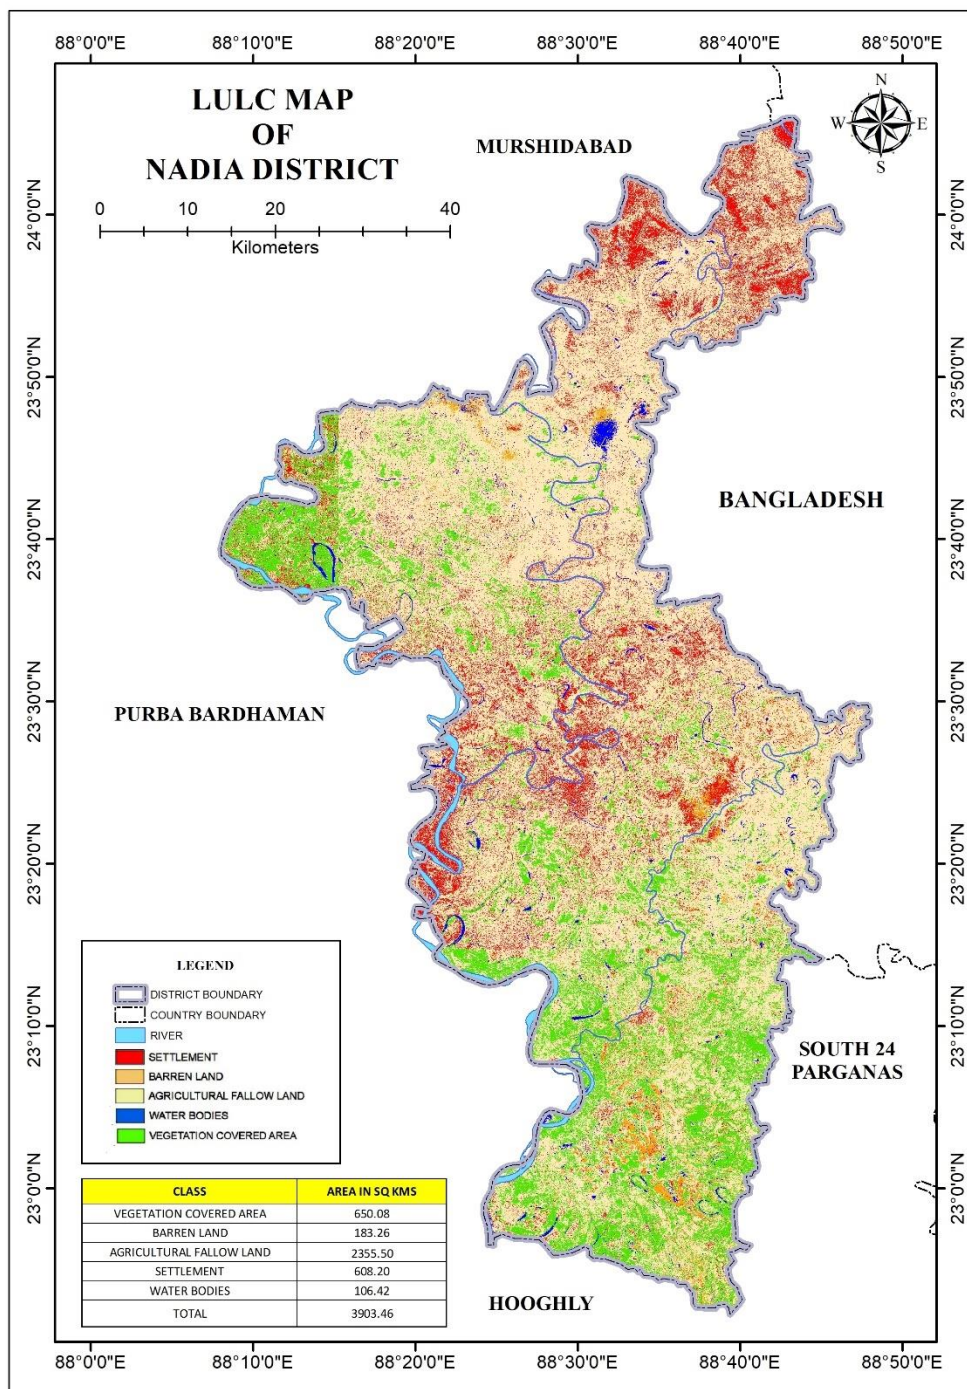 88°0'0"E 88°10'0"E 88°20'0"E 88°30'0"E 88°40'0"E 88°50'0"E
LULC MAP
OF
NADIA DISTRICT
0 10 20 40
Kilometers
N
W E
S
MURSHIDABAD
BANGLADESH
PURBA BARDHAMAN
SOUTH 24
PARGANAS
HOOGHLY
24°0'0"N
23°50'0"N
23°40'0"N
23°30'0"N
23°20'0"N
23°10'0"N
23°0'0"N
24°0'0"N
23°50'0"N
23°40'0"N
23°30'0"N
23°20'0"N
23°10'0"N
23°0'0"N
LEGEND
DISTRICT BOUNDARY
COUNTRY BOUNDARY
RIVER
SETTLEMENT
BARREN LAND
AGRICULTURAL FALLOW LAND
WATER BODIES
VEGETATION COVERED AREA
CLASS AREA IN SQ KMS
VEGETATION COVERED AREA 650.08
BARREN LAND 183.26
AGRICULTURAL FALLOW LAND 2355.50
SETTLEMENT 608.20
WATER BODIES 106.42
TOTAL 3903.46
88°0'0"E 88°10'0"E 88°20'0"E 88°30'0"E 88°40'0"E 88°50'0"E